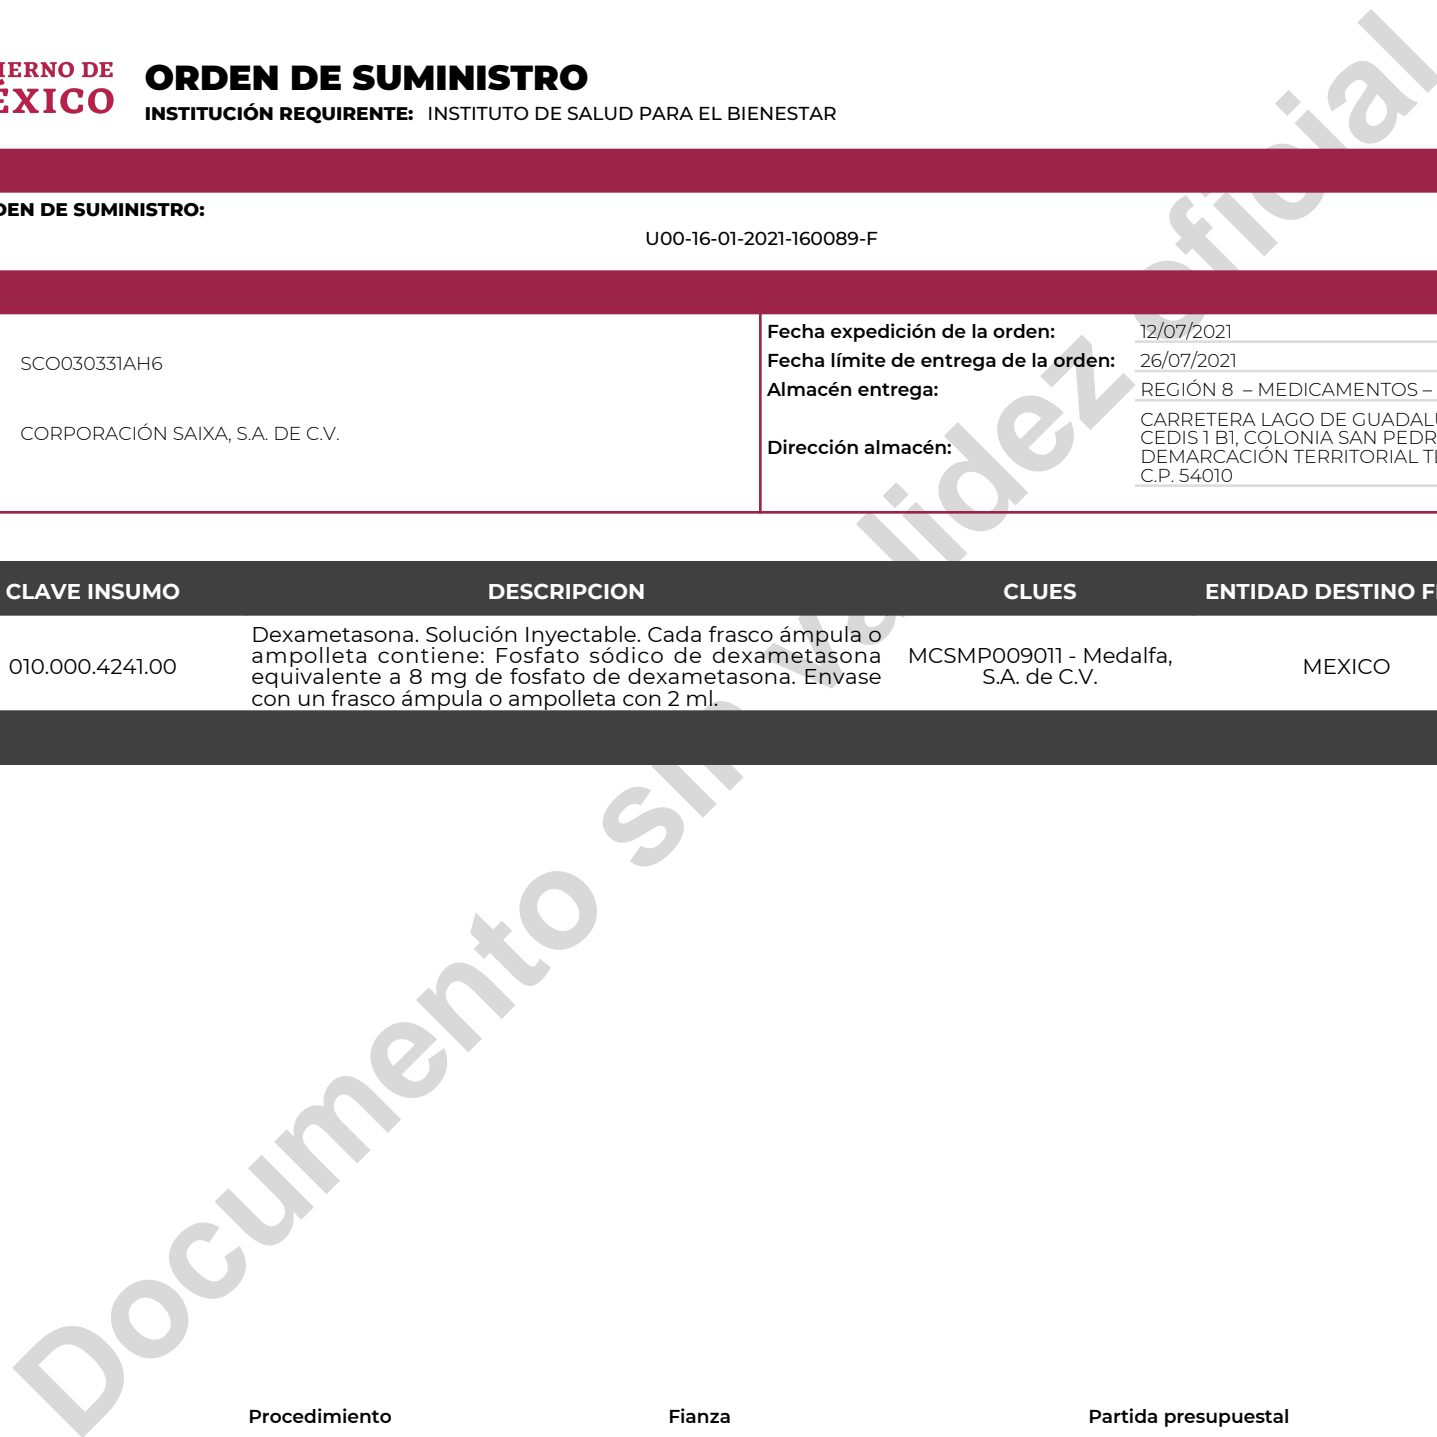 IERNO DE
ÉXICO
ORDEN DE SUMINISTRO
INSTITUCIÓN REQUIRENTE: INSTITUTO DE SALUD PARA EL BIENESTAR
DEN DE SUMINISTRO:
U00-16-01-2021-160089-F
SCO030331AH6
CORPORACIÓN SAIXA, S.A. DE C.V.
Fecha expedición de la orden: 12/07/2021
Fecha límite de entrega de la orden: 26/07/2021
Almacén entrega: REGIÓN 8 – MEDICAMENTOS –
Dirección almacén:
CARRETERA LAGO DE GUADALU
CEDIS 1 B1, COLONIA SAN PEDR
DEMARCACIÓN TERRITORIAL TL
C.P. 54010
CLAVE INSUMO DESCRIPCION CLUES ENTIDAD DESTINO FI
010.000.4241.00
Dexametasona. Solución Inyectable. Cada frasco ámpula o
ampolleta contiene: Fosfato sódico de dexametasona
equivalente a 8 mg de fosfato de dexametasona. Envase
con un frasco ámpula o ampolleta con 2 ml.
MCSMP009011 - Medalfa,
S.A. de C.V.
MEXICO
Documento sin validez oficial
Procedimiento Fianza Partida presupuestal